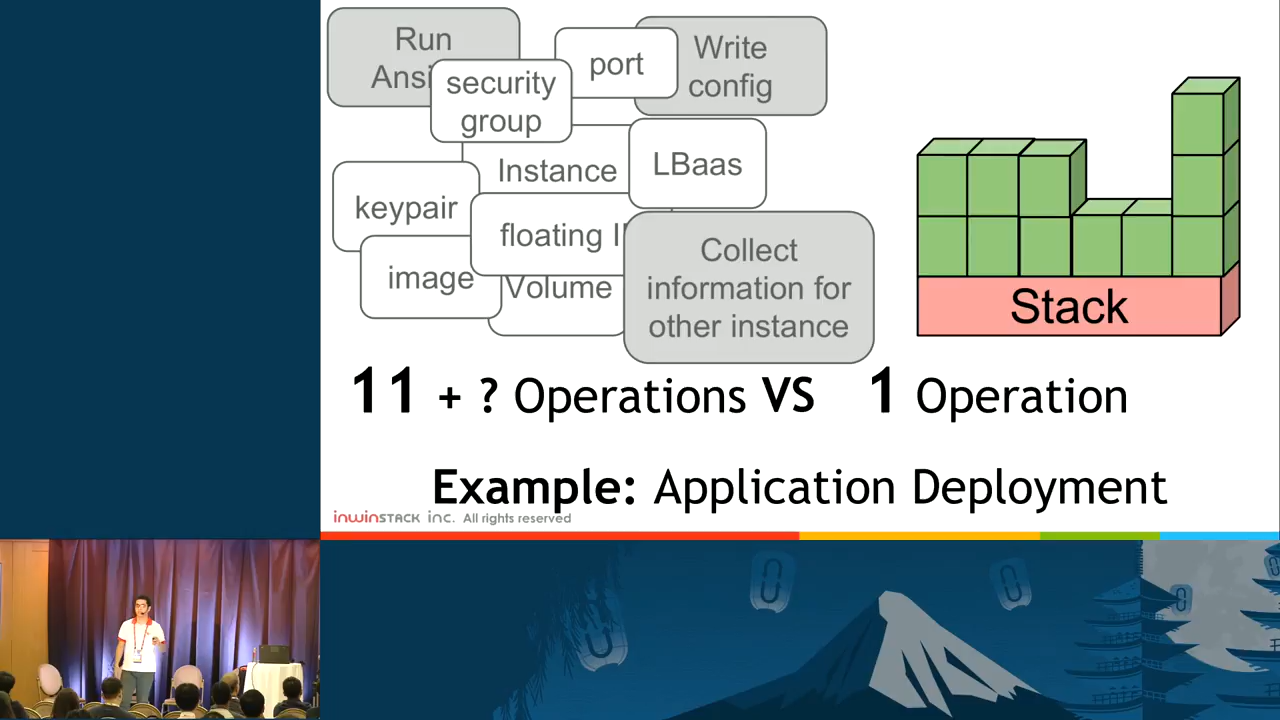 Run
security
group
port
Write
config
Instance
LBaas
keypair
floating
image
Volume
Collect
information for
other instance
Stack
11 + ? Operations VS 1 Operation
Example: Application Deployment
inwinSTACK inc. All rights reserved